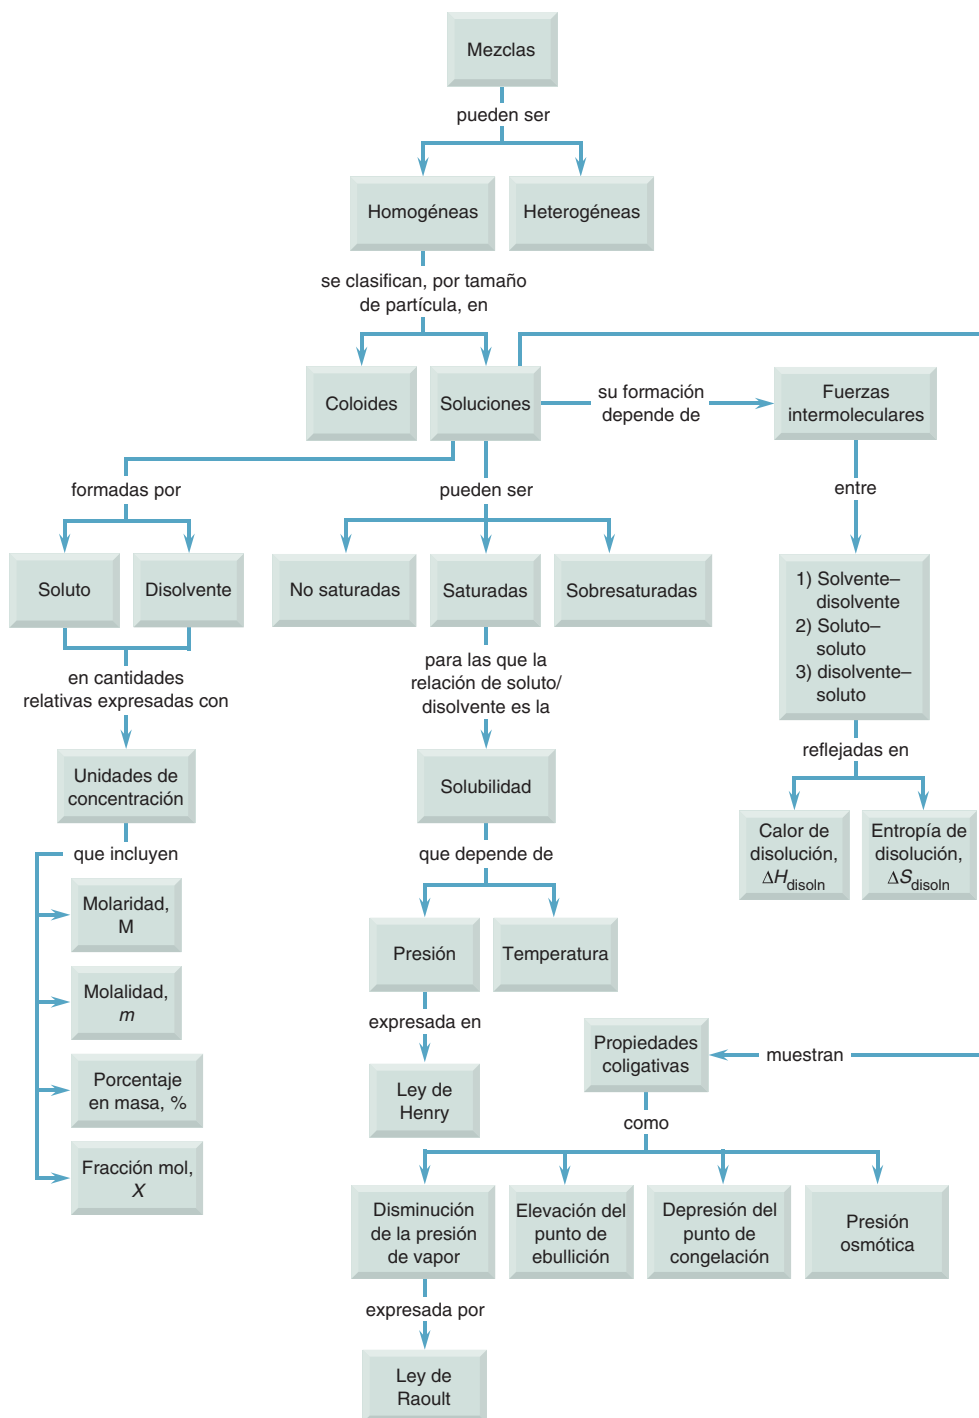 Mezclas
pueden ser
Homogéneas
Heterogéneas
se clasifican, por tamaño
de partícula, en
Coloides
Soluciones
su formación
depende de
Fuerzas
intermoleculares
formadas por
pueden ser
entre
Soluto
Disolvente
No saturadas
Saturadas
Sobresaturadas
1) Solvente–
disolvente
2) Soluto–
soluto
3) disolvente–
soluto
en cantidades
relativas expresadas con
para las que la
relación de soluto/
disolvente es la
reflejadas en
Unidades de
concentración
Solubilidad
Calor de
disolución,
ΔH disoln
Entropía de
disolución,
ΔS disoln
que incluyen
que depende de
Molaridad,
M
Presión
Temperatura
Molalidad,
m
expresada en
Propiedades
coligativas
muestran
Porcentaje
en masa, %
Ley de
Henry
como
Fracción mol,
X
Disminución
de la presión
de vapor
Elevación del
punto de
ebullición
Depresión del
punto de
congelación
Presión
osmótica
expresada por
Ley de
Raoult